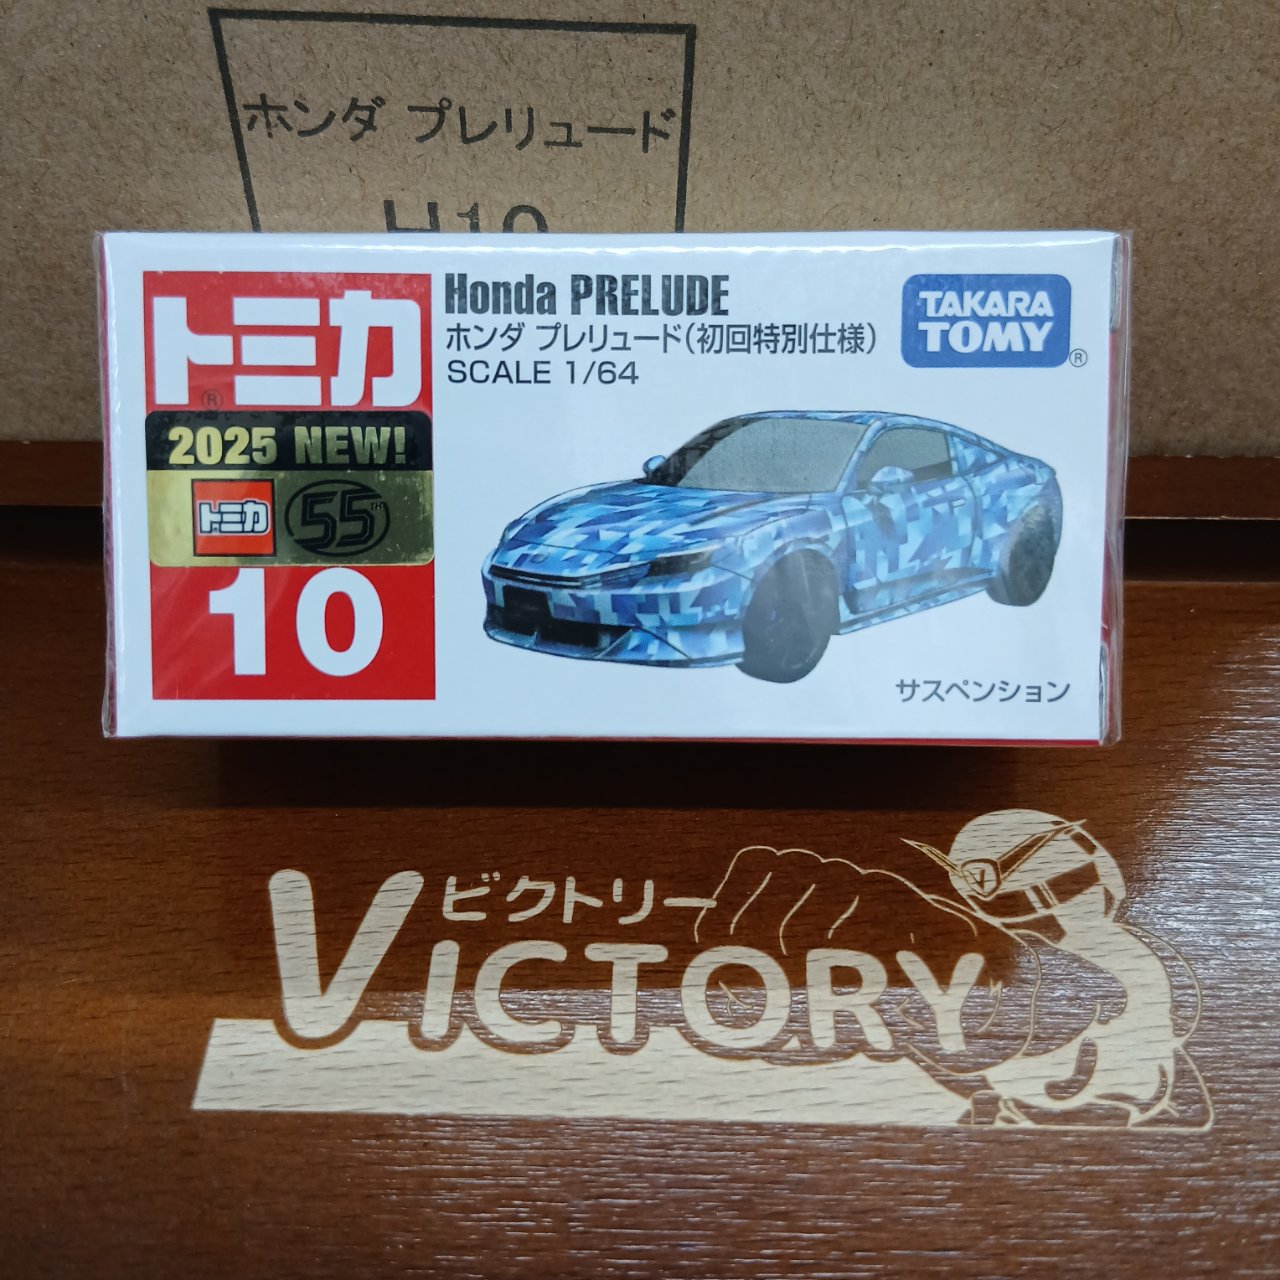 ホンダ プレリュード
H10
トミカ
®
2025 NEW!
トミカ 55TH
10
Honda PRELUDE
ホンダ プレリュード(初回特別仕様)
SCALE 1/64
TAKARA
TOMY
®
サスペンション
ビクトリー
VICTORY
V